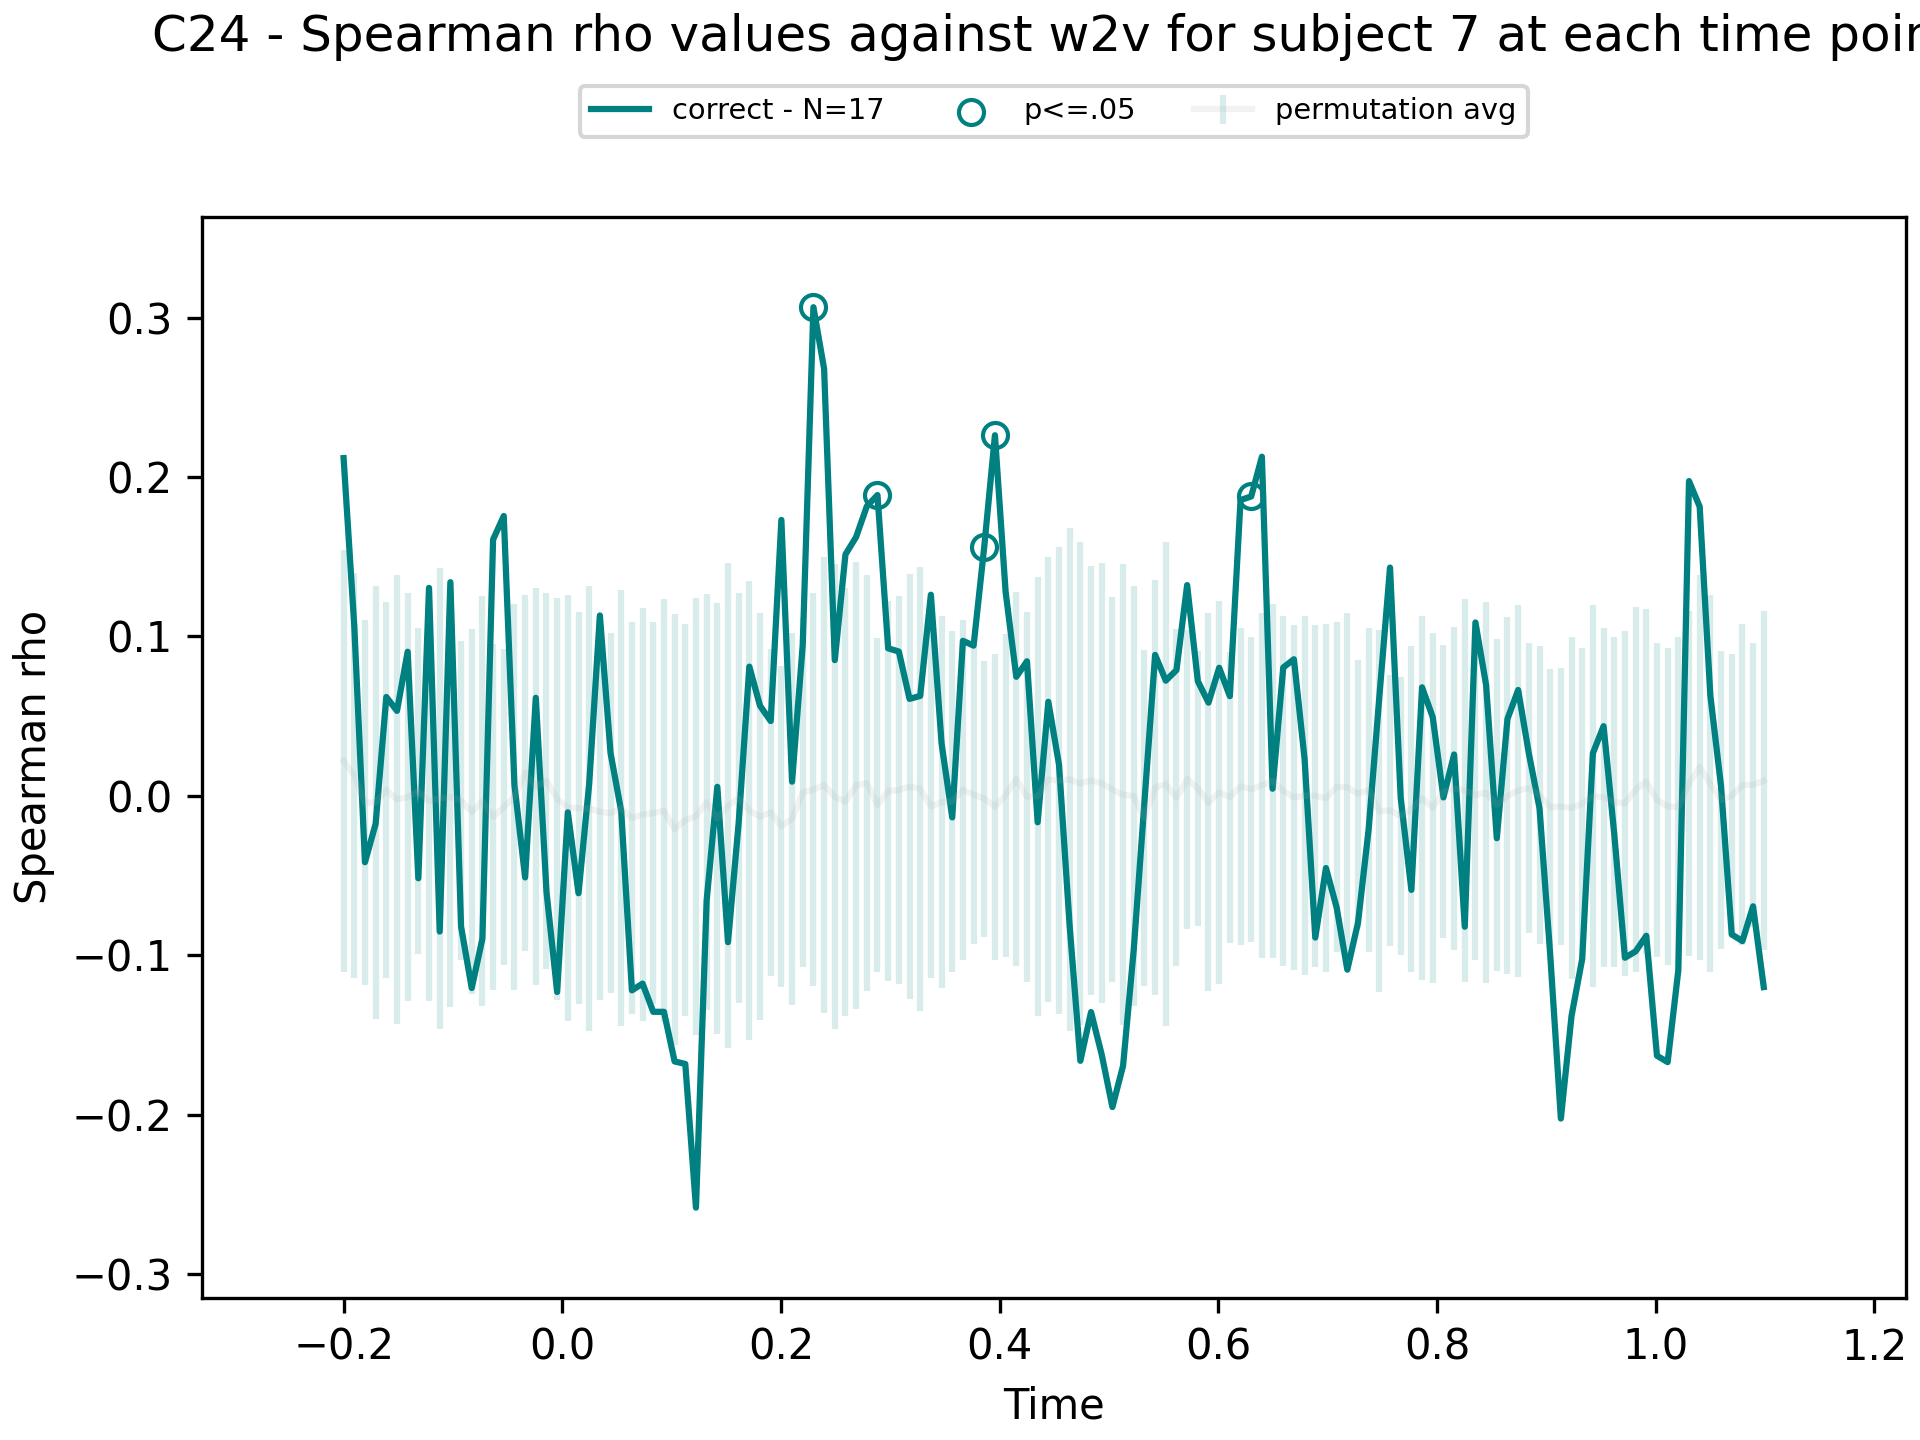 C24 - Spearman rho values against w2v for subject 7 at each time
correct - N=17
p<=.05
permutation avg
Spearman rho
0.3
0.2
0.1
0.0
−0.1
−0.2
−0.3
−0.2
0.0
0.2
0.4
0.6
0.8
1.0
1.2
Time